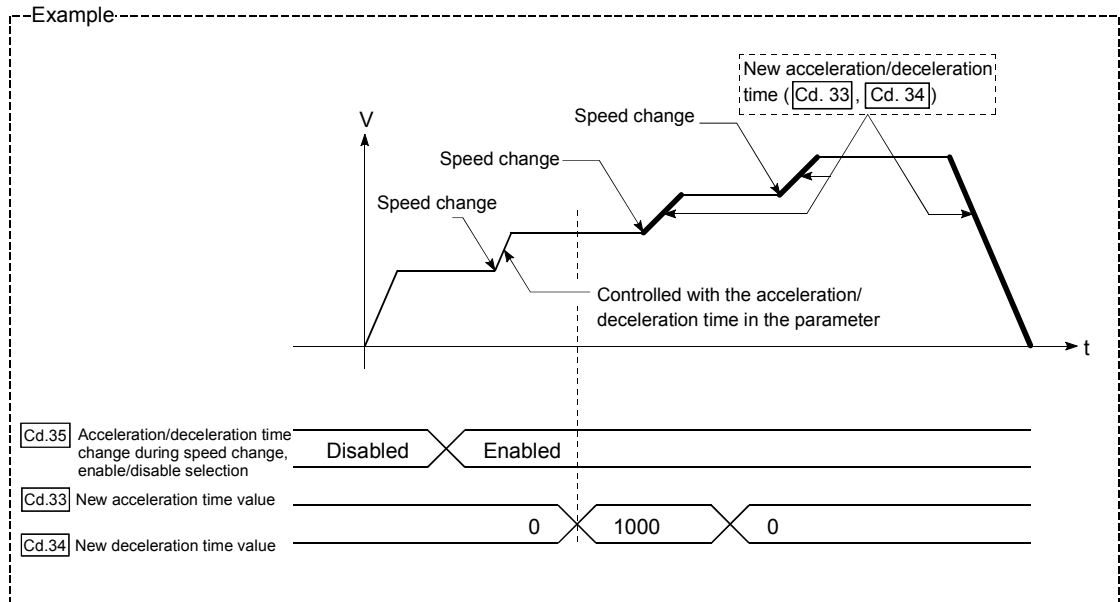 Example
New acceleration/deceleration
time ( Cd. 33 , Cd. 34 )
Speed change
V
Speed change
Speed change
Controlled with the acceleration/
deceleration time in the parameter
t
Cd.35 Acceleration/deceleration time
change during speed change,
enable/disable selection
Disabled
Enabled
Cd.33 New acceleration time value
0
1000
0
Cd.34 New deceleration time value